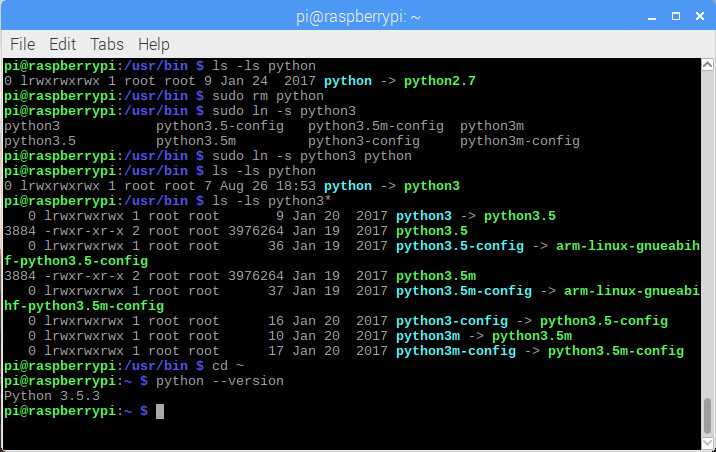 pi@raspberrypi: ~
File Edit Tabs Help
pi@raspberrypi:/usr/bin $ ls -ls python
0 lrwxrwxrwx 1 root root 9 Jan 24  2017 python -> python2.7
pi@raspberrypi:/usr/bin $ sudo rm python
pi@raspberrypi:/usr/bin $ sudo ln -s python3
python3            python3.5-config   python3.5m-config  python3m
python3.5          python3.5m         python3-config     python3m-config
pi@raspberrypi:/usr/bin $ sudo ln -s python3 python
pi@raspberrypi:/usr/bin $ ls -ls python
0 lrwxrwxrwx 1 root root 7 Aug 26 18:53 python -> python3
pi@raspberrypi:/usr/bin $ ls -ls python3*
   0 lrwxrwxrwx 1 root root       9 Jan 20  2017 python3 -> python3.5
3884 -rwxr-xr-x 2 root root 3976264 Jan 19  2017 python3.5
   0 lrwxrwxrwx 1 root root      36 Jan 19  2017 python3.5-config -> arm-linux-gnueabih
f-python3.5-config
3884 -rwxr-xr-x 2 root root 3976264 Jan 19  2017 python3.5m
   0 lrwxrwxrwx 1 root root      37 Jan 19  2017 python3.5m-config -> arm-linux-gnueabi
hf-python3.5m-config
   0 lrwxrwxrwx 1 root root      16 Jan 20  2017 python3-config -> python3.5-config
   0 lrwxrwxrwx 1 root root      10 Jan 20  2017 python3m -> python3.5m
   0 lrwxrwxrwx 1 root root      17 Jan 20  2017 python3m-config -> python3.5m-config
pi@raspberrypi:/usr/bin $ cd ~
pi@raspberrypi:~ $ python --version
Python 3.5.3
pi@raspberrypi:~ $